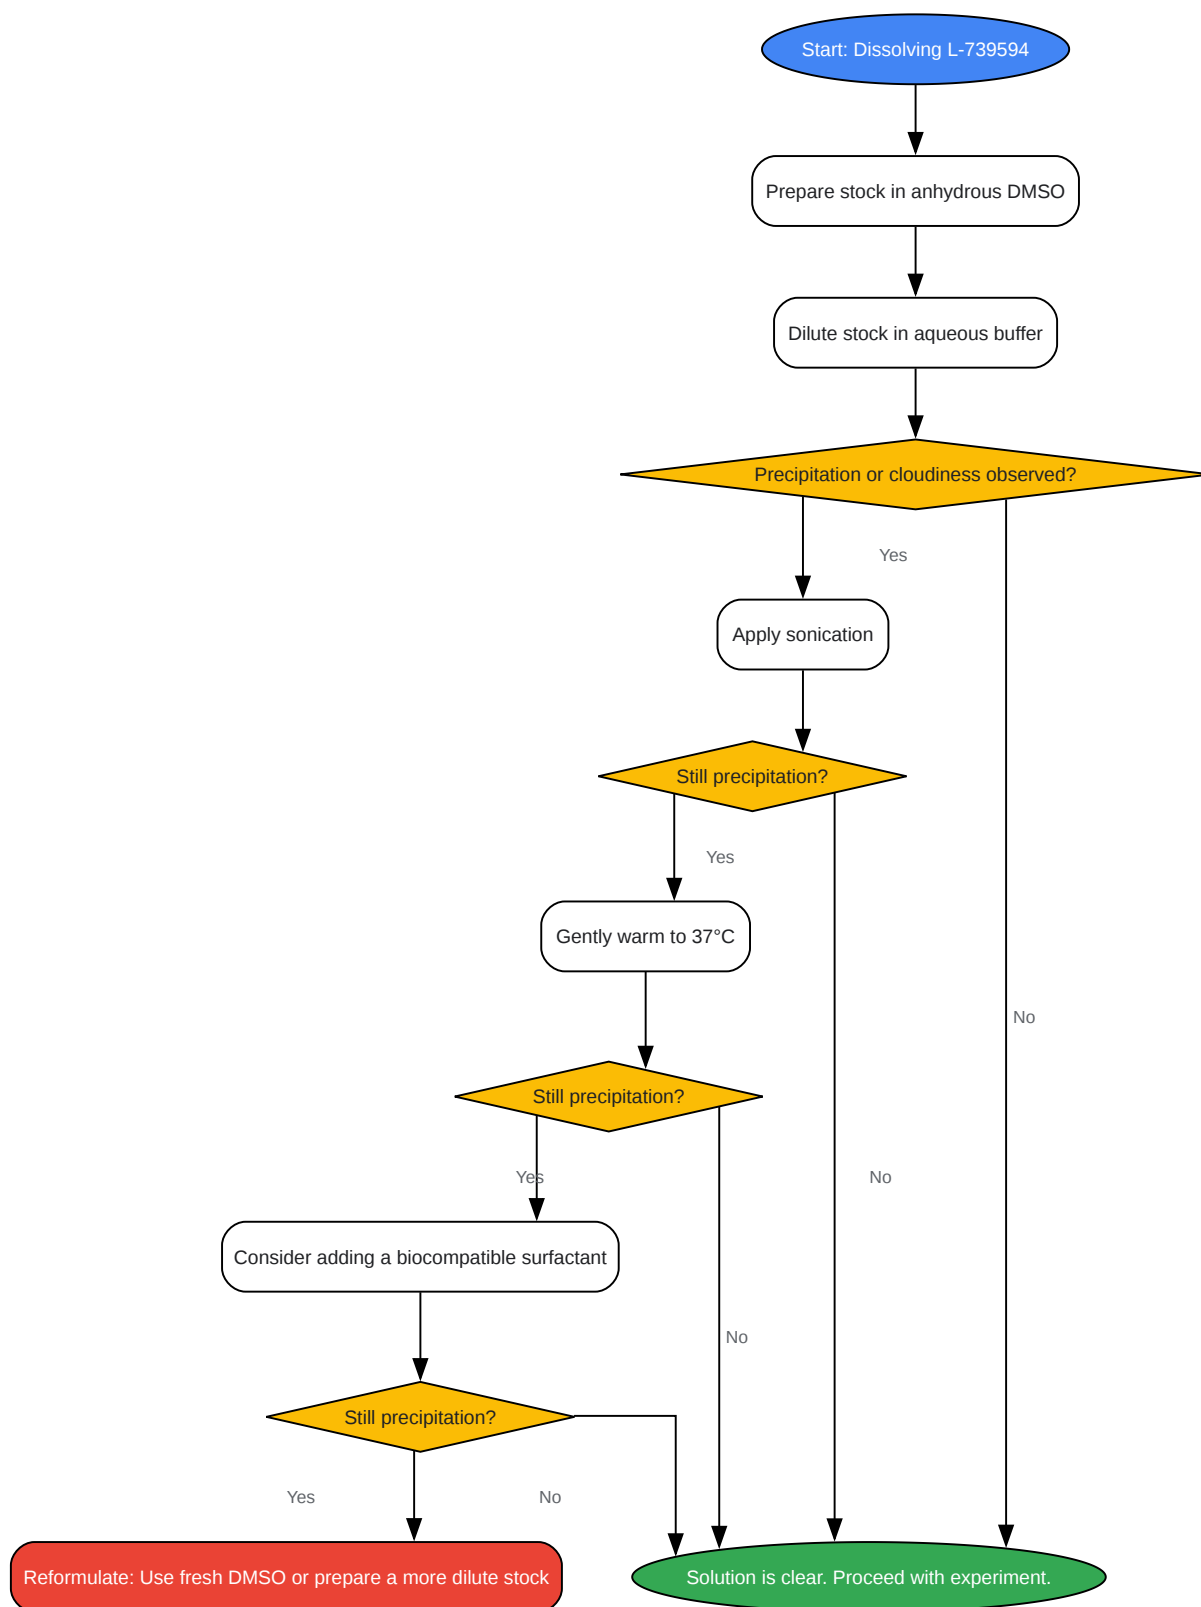 Start: Dissolving L-739594
Prepare stock in anhydrous DMSO
Dilute stock in aqueous buffer
Precipitation or cloudiness observed?
Yes
Apply sonication
Still precipitation?
Yes
Gently warm to 37°C
No
Still precipitation?
Yes
No
Consider adding a biocompatible surfactant
No
Still precipitation?
Yes
No
Reformulate: Use fresh DMSO or prepare a more dilute stock
Solution is clear. Proceed with experiment.